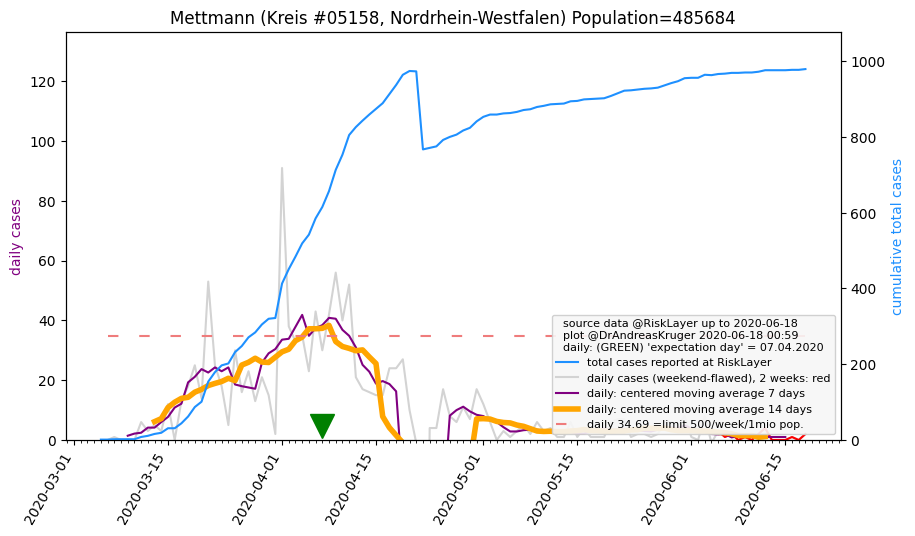 Mettmann (Kreis #05158, Nordrhein-Westfalen) Population=485684
daily cases
0
20
40
60
80
100
120
cumulative total cases
0
200
400
600
800
1000
source data @RiskLayer up to 2020-06-18
plot @DrAndreasKruger 2020-06-18 00:59
daily: (GREEN) 'expectation day' = 07.04.2020
total cases reported at RiskLayer
daily cases (weekend-flawed), 2 weeks: red
daily: centered moving average 7 days
daily: centered moving average 14 days
daily 34.69 =limit 500/week/1mio pop.
2020-03-01
2020-03-15
2020-04-01
2020-04-15
2020-05-01
2020-05-15
2020-06-01
2020-06-15